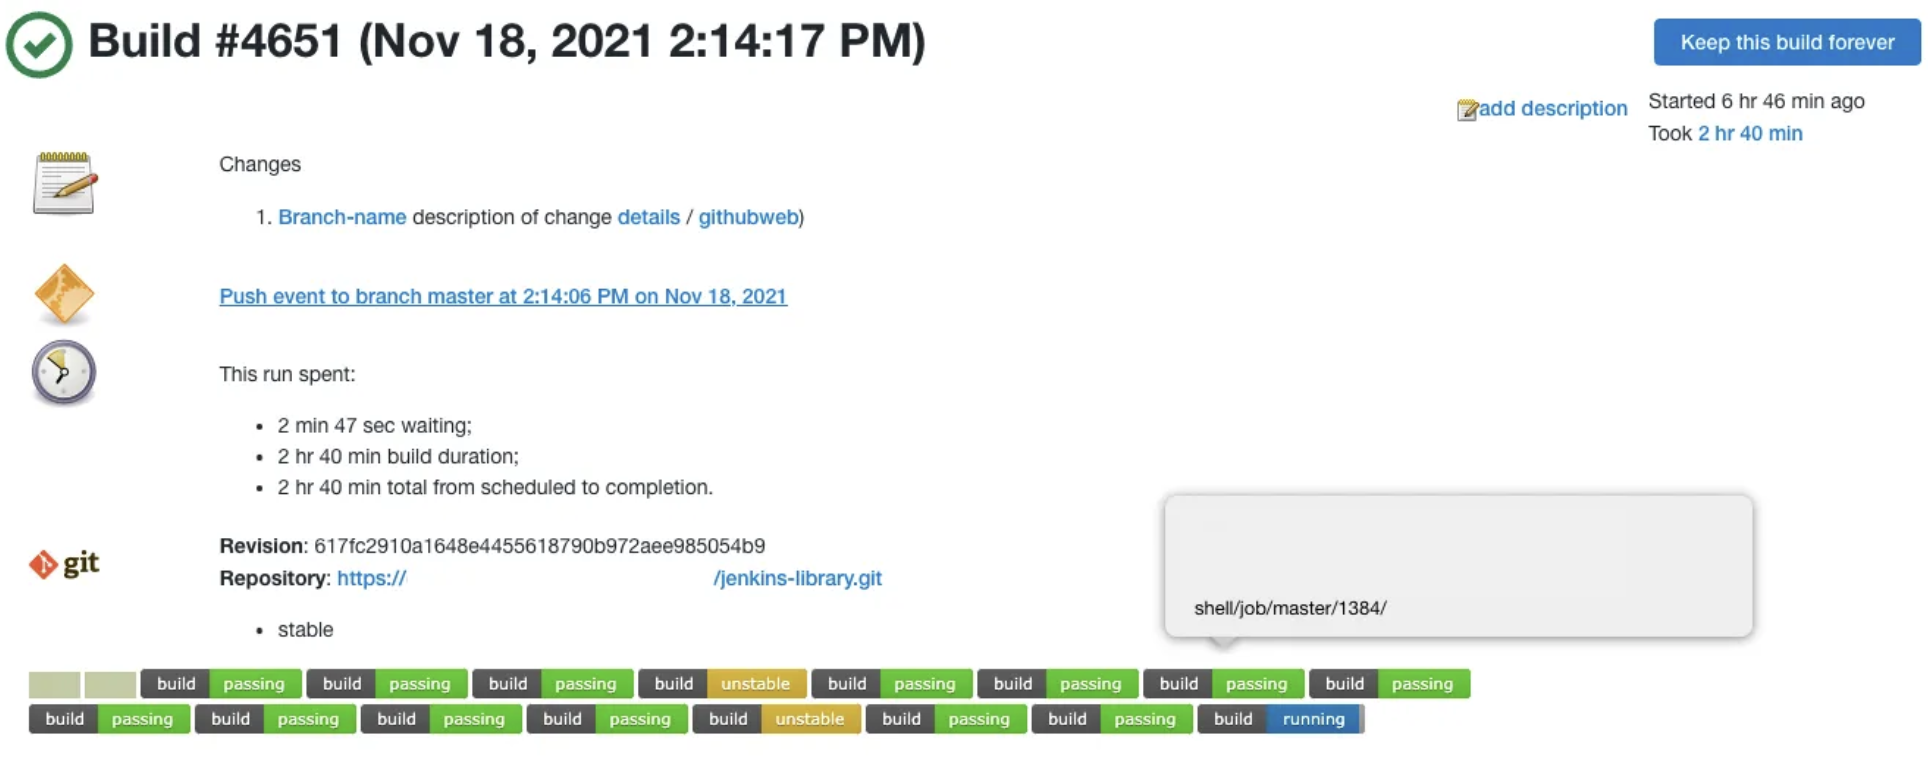 Build #4651 (Nov 18, 2021 2:14:17 PM)
Keep this build forever
add description
Started 6 hr 46 min ago
Took 2 hr 40 min
Changes
1. Branch-name description of change details / githubweb)
Push event to branch master at 2:14:06 PM on Nov 18, 2021
This run spent:
• 2 min 47 sec waiting;
• 2 hr 40 min build duration;
• 2 hr 40 min total from scheduled to completion.
git
Revision: 617fc2910a1648e4455618790b972aee985054b9
Repository: https:// /jenkins-library.git
• stable
shell/job/master/1384/
build passing build passing build passing build unstable build passing build passing build passing build passing
build passing build passing build passing build passing build unstable build passing build passing build running